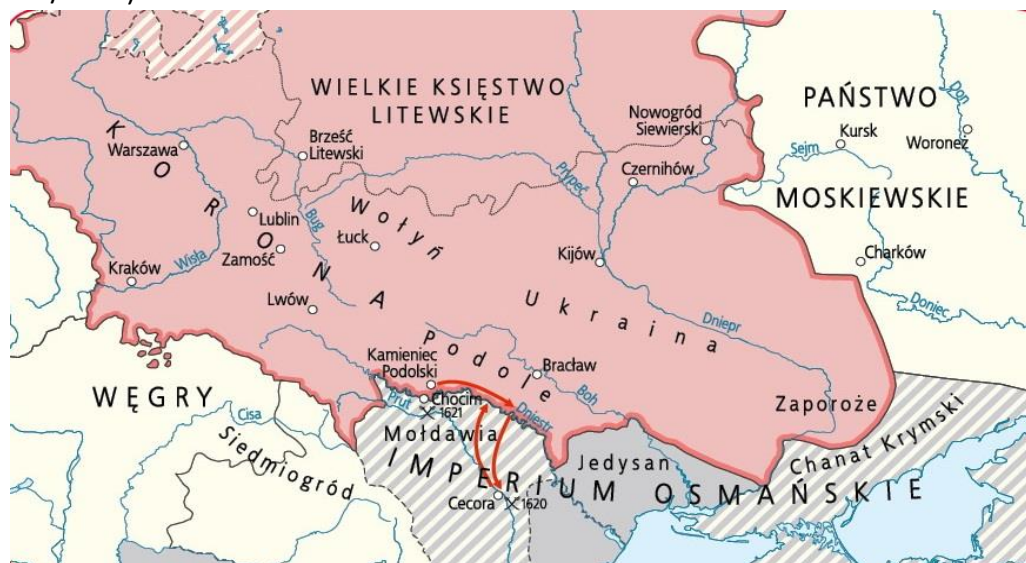 WIELKIE KSIĘSTWO
LITEWSKIE
PAŃSTWO
MOSKIEWSKIE
Don
Kursk
Woroneż
Sejm
Nowogród
Siewierski
Czernihów
KORONA
Warszawa
Brześć
Litewski
Prypeć
Lublin
Bug
Wołyń
Łuck
Zamość
Wisła
Kraków
Lwów
Kijów
Charków
Doniec
Ukraina
Dniepr
Podole
Kamieniec
Podolski
Bracław
Boh
WĘGRY
Chocim
1621
Prut
Dniestr
Zaporoże
Cisa
Siedmiogród
Mołdawia
Jedysan
Chanat Krymski
IMPERIUM OSMAŃSKIE
Cecora
1620